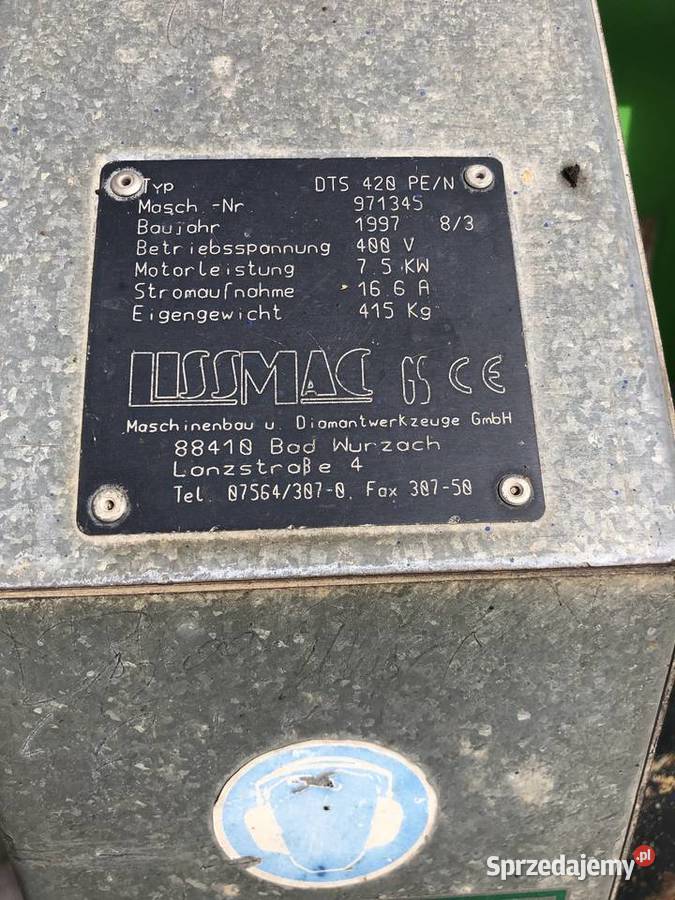 Typ DTS 420 PE/N
Masch.-Nr 971345
Baujahr 1997 8/3
Betriebsspannung 400 V
Motorleistung 7.5 KW
Stromaufnahme 16.6 A
Eigengewicht 415 Kg
LISSMAC GS CE
Maschinenbau u. Diamantwerkzeuge GmbH
88410 Bad Wurzach
Lanzstraße 4
Tel. 07564/307-0, Fax 307-50
Sprzedajemy.pl